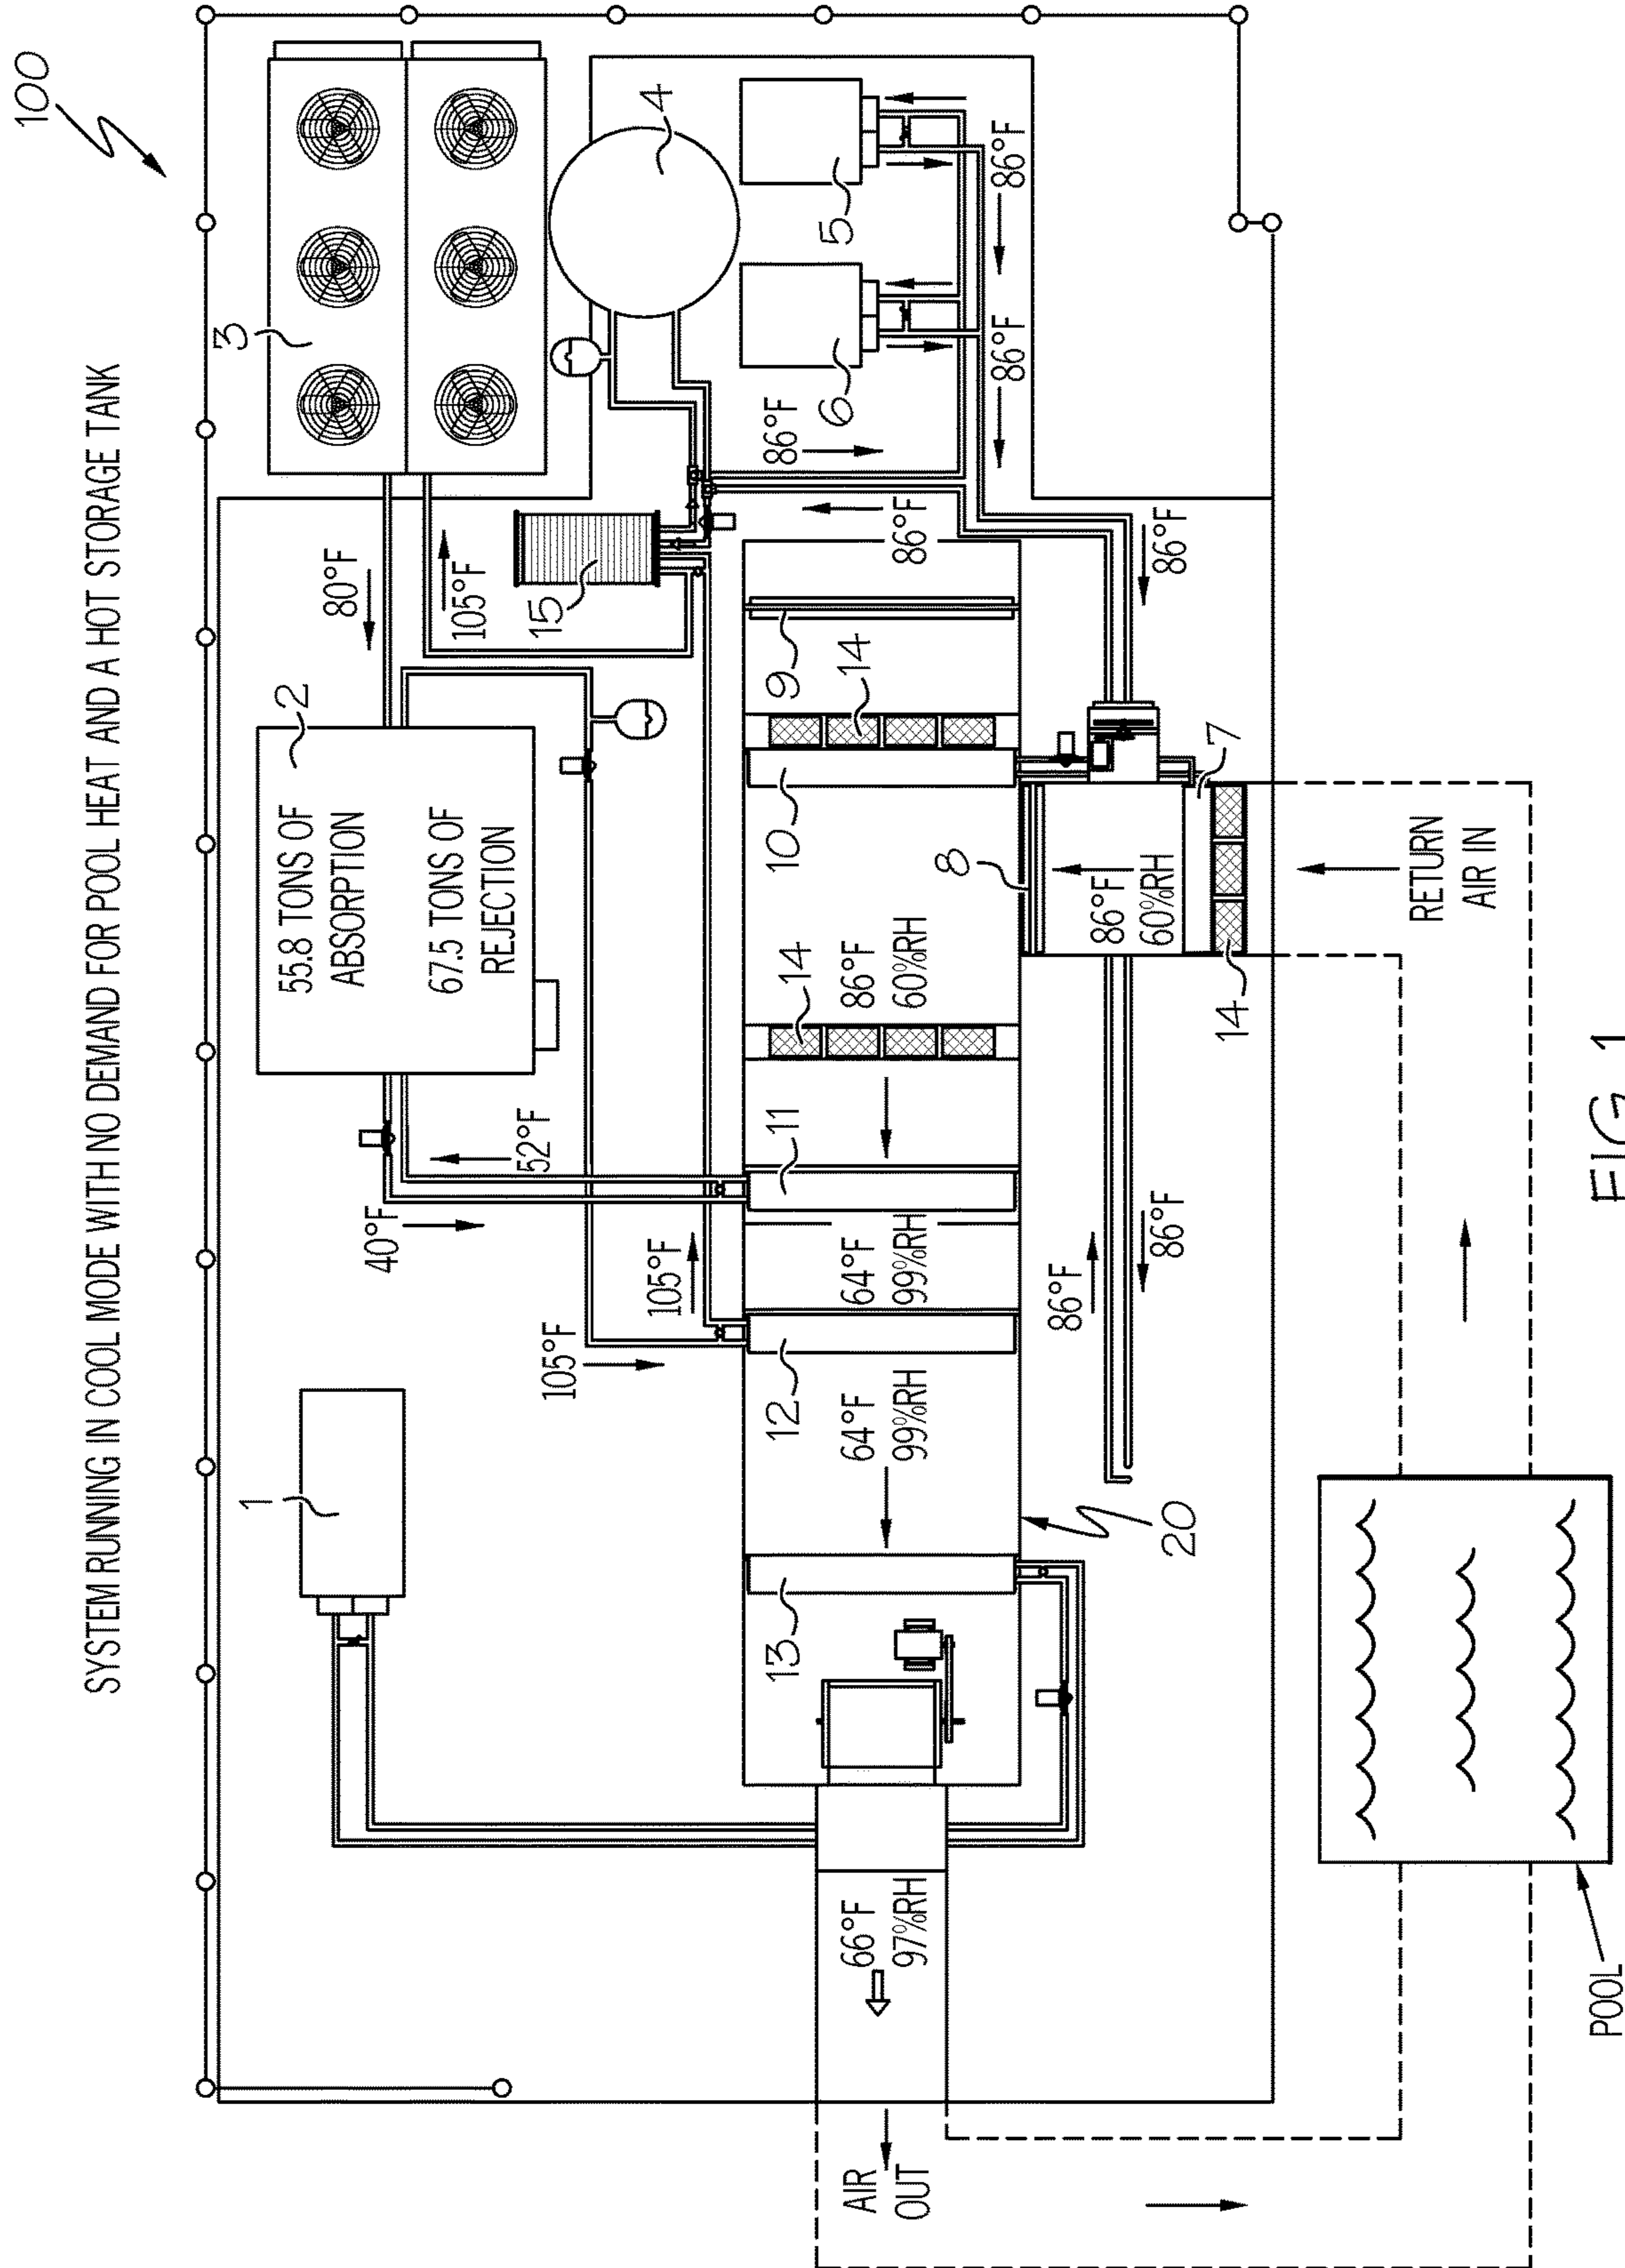 SYSTEM RUNNING IN COOL MODE WITH NO DEMAND FOR POOL HEAT AND A HOT STORAGE TANK
100
1
55.8 TONS OF
ABSORPTION
67.5 TONS OF
REJECTION
2
3
80°F
105°F
40°F
52°F
15
4
105°F
105°F
86°F
6
5
86°F
86°F
86°F
66°F
97%RH
13
64°F
99%RH
12
64°F
99%RH
11
14
86°F
60%RH
10
14
9
8
AIR
OUT
20
86°F
86°F
86°F
60%RH
7
86°F
14
RETURN
AIR IN
POOL
FIG. 1